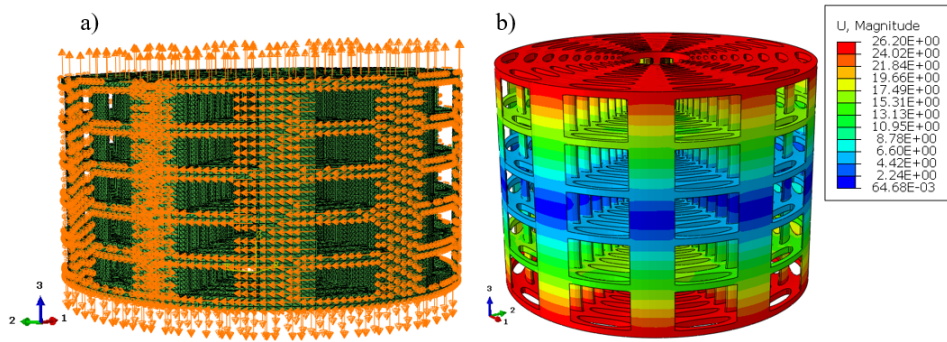 a)
b)
U, Magnitude
26.20E+00
24.02E+00
21.84E+00
19.66E+00
17.49E+00
15.31E+00
13.13E+00
10.95E+00
8.78E+00
6.60E+00
4.42E+00
2.24E+00
64.68E-03
3
2
1
3
2
1